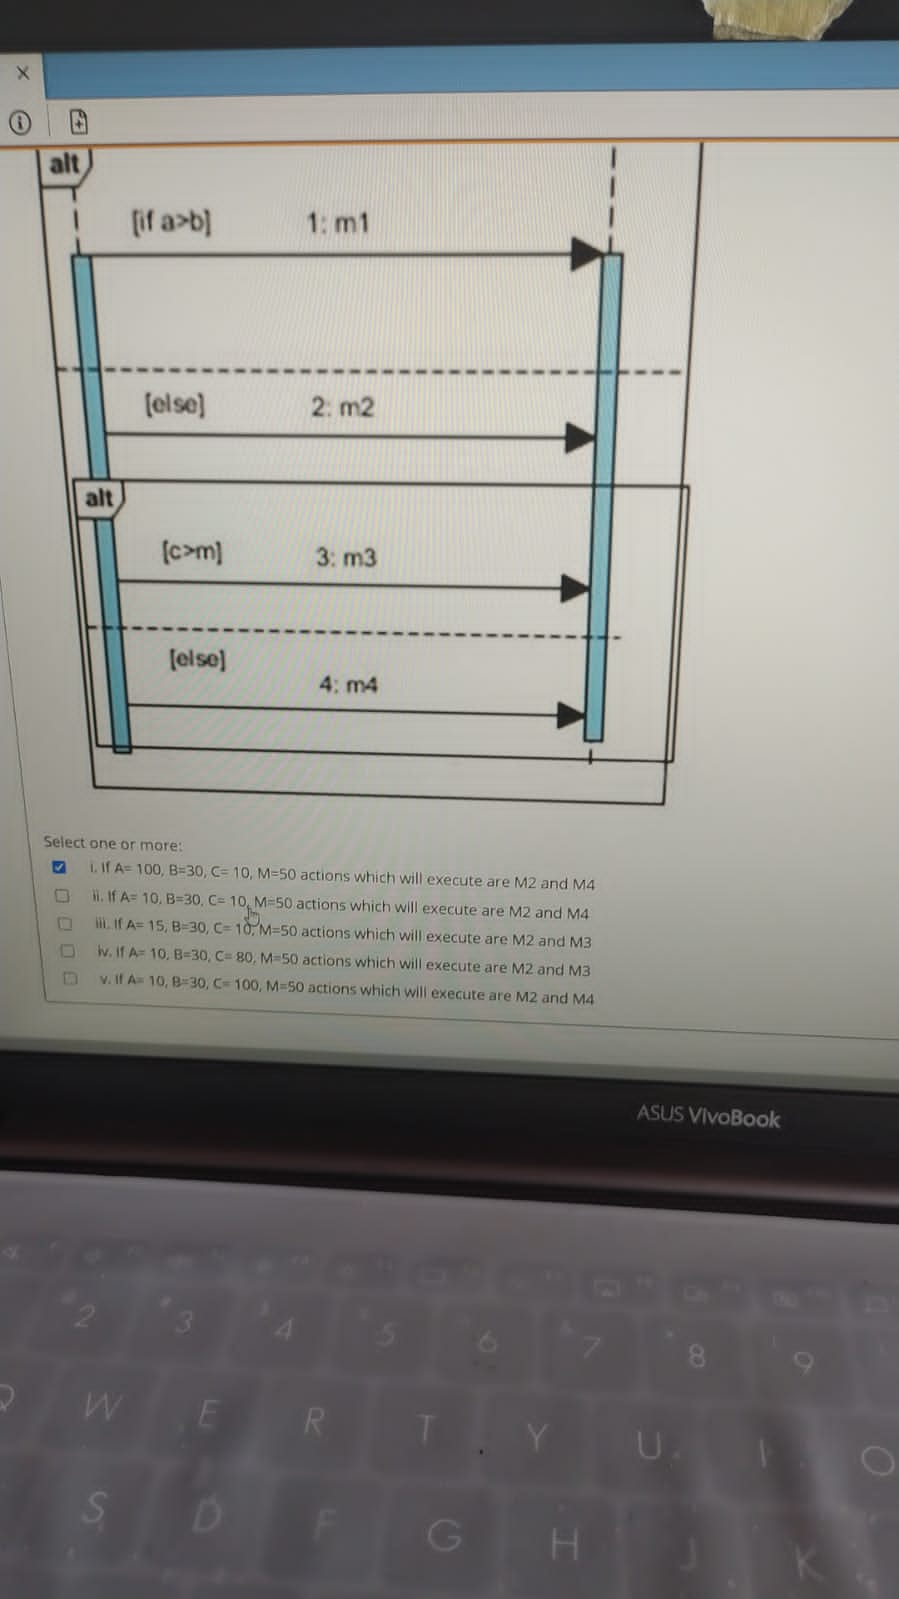 alt
[if a>b] 1: m1
[else] 2: m2
alt
[c>m] 3: m3
[else]
4: m4
Select one or more:
i. If A= 100, B=30, C= 10, M=50 actions which will execute are M2 and M4
ii. If A= 10, B=30, C= 10, M=50 actions which will execute are M2 and M4
iii. If A= 15, B=30, C= 10, M=50 actions which will execute are M2 and M3
iv. If A= 10, B=30, C= 80, M=50 actions which will execute are M2 and M3
v. If A= 10, B=30, C= 100, M=50 actions which will execute are M2 and M4
ASUS VivoBook
2 3 4 5 6 7 8 9
W E R T Y U I O
S D F G H J K